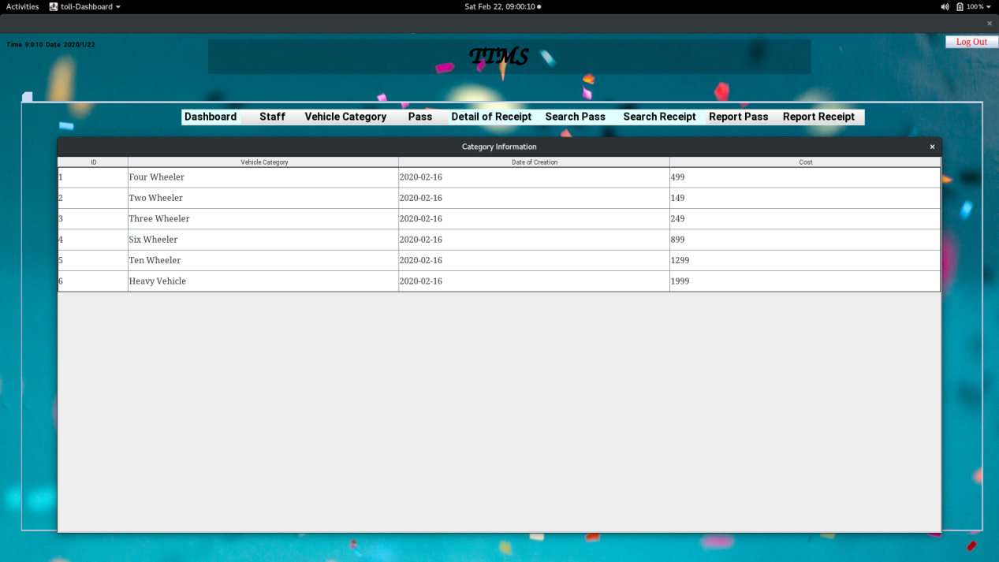 Activities toll-Dashboard Sat Feb 22, 09:00:10 100%
Time 9:0:10 Date 2020/1/22
TTMS
Log Out
Dashboard Staff Vehicle Category Pass Detail of Receipt Search Pass Search Receipt Report Pass Report Receipt
Category Information
ID Vehicle Category Date of Creation Cost
1 Four Wheeler 2020-02-16 499
2 Two Wheeler 2020-02-16 149
3 Three Wheeler 2020-02-16 249
4 Six Wheeler 2020-02-16 899
5 Ten Wheeler 2020-02-16 1299
6 Heavy Vehicle 2020-02-16 1999